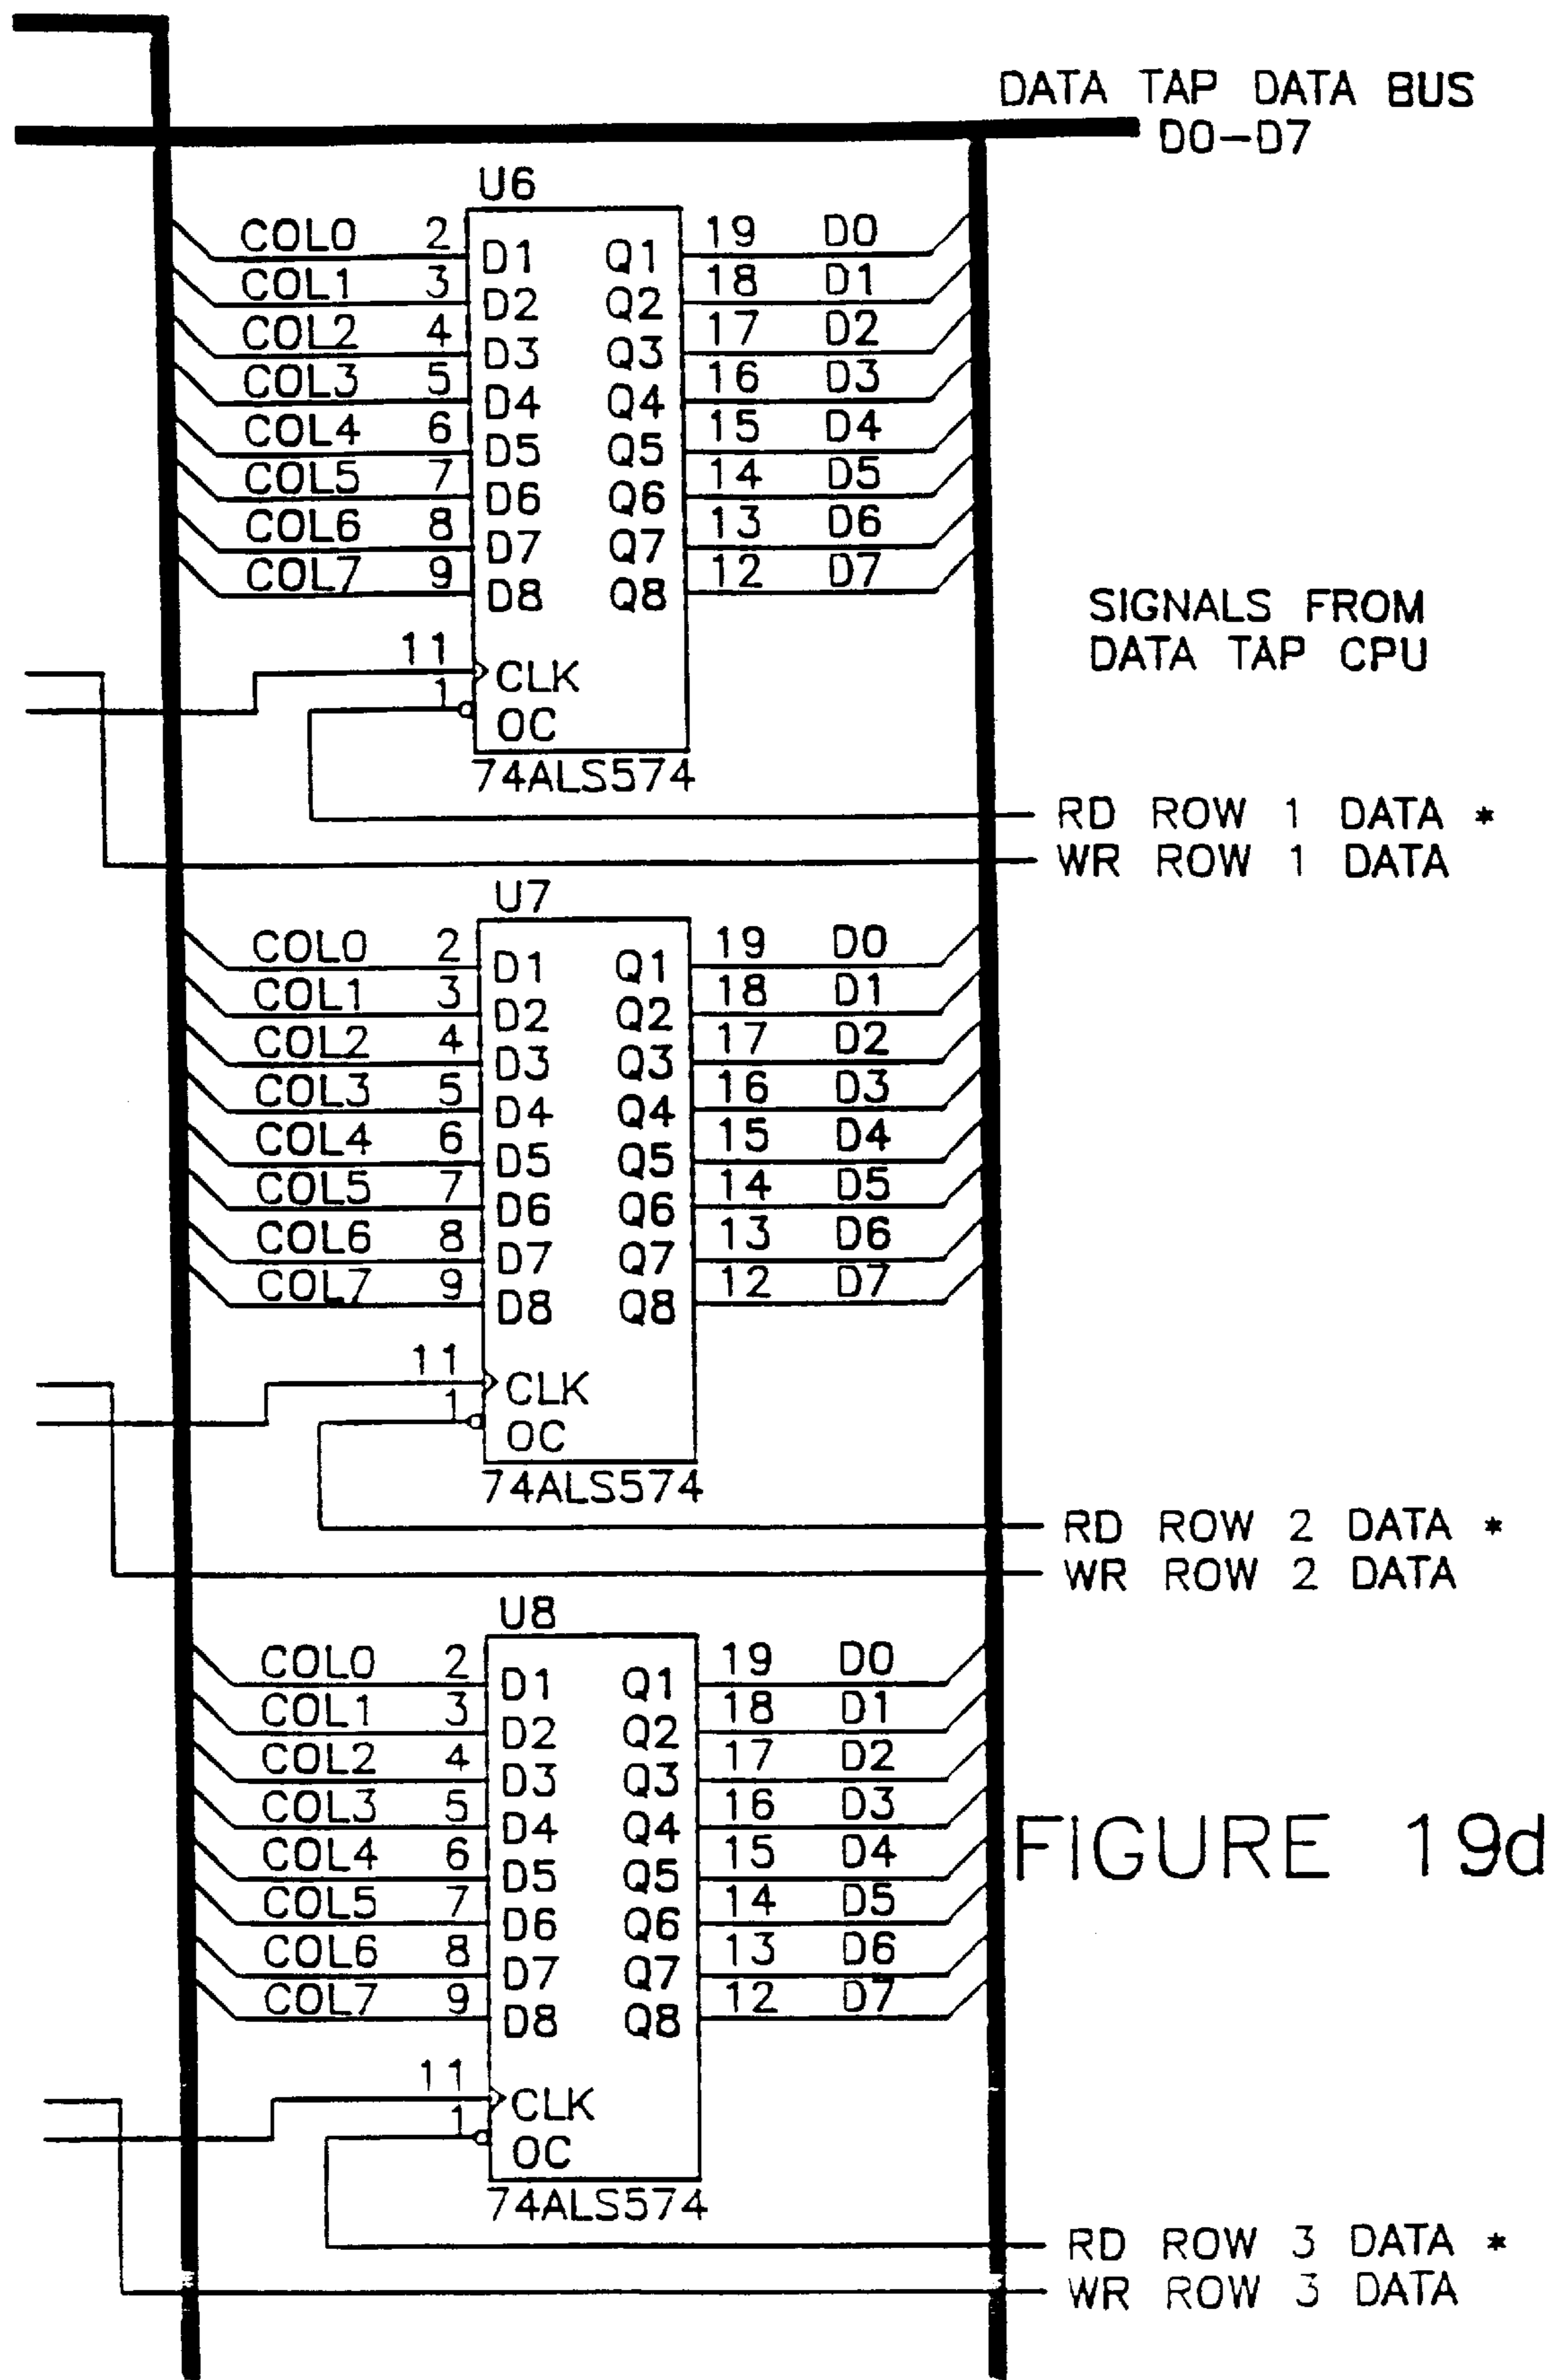 DATA TAP DATA BUS
D0-D7
U6
COL0 2 D1 Q1 19 D0
COL1 3 D2 Q2 18 D1
COL2 4 D3 Q3 17 D2
COL3 5 D4 Q4 16 D3
COL4 6 D5 Q5 15 D4
COL5 7 D6 Q6 14 D5
COL6 8 D7 Q7 13 D6
COL7 9 D8 Q8 12 D7
SIGNALS FROM
DATA TAP CPU
11 CLK
1 OC
74ALS574
RD ROW 1 DATA *
WR ROW 1 DATA
U7
COL0 2 D1 Q1 19 D0
COL1 3 D2 Q2 18 D1
COL2 4 D3 Q3 17 D2
COL3 5 D4 Q4 16 D3
COL4 6 D5 Q5 15 D4
COL5 7 D6 Q6 14 D5
COL6 8 D7 Q7 13 D6
COL7 9 D8 Q8 12 D7
11 CLK
1 OC
74ALS574
RD ROW 2 DATA *
WR ROW 2 DATA
U8
COL0 2 D1 Q1 19 D0
COL1 3 D2 Q2 18 D1
COL2 4 D3 Q3 17 D2
COL3 5 D4 Q4 16 D3
COL4 6 D5 Q5 15 D4
COL5 7 D6 Q6 14 D5
COL6 8 D7 Q7 13 D6
COL7 9 D8 Q8 12 D7
FIGURE 19d
11 CLK
1 OC
74ALS574
RD ROW 3 DATA *
WR ROW 3 DATA